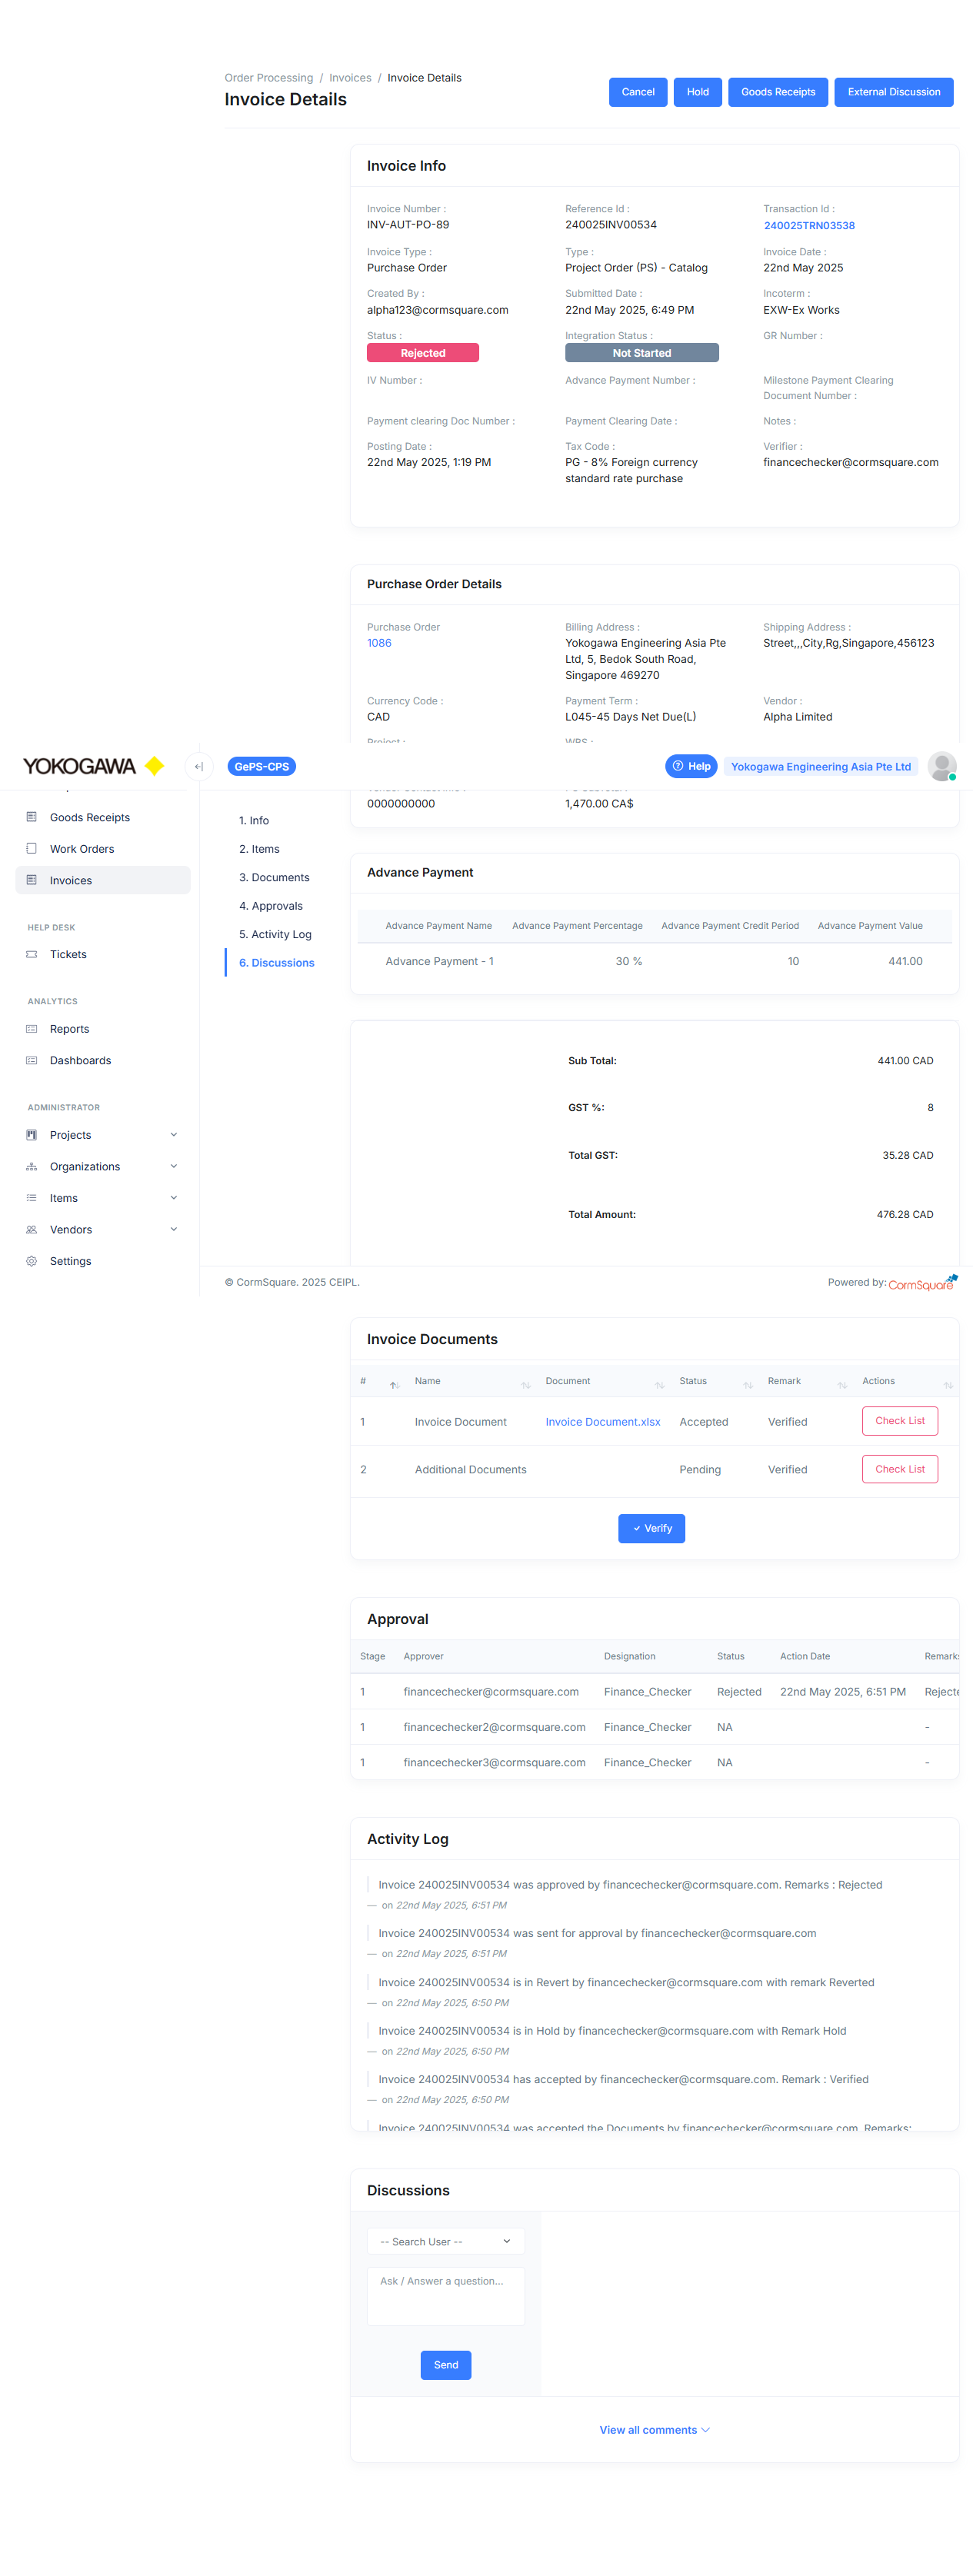 Order Processing / Invoices / Invoice Details
Invoice Details
Cancel Hold Goods Receipts External Discussion
Invoice Info
Invoice Number : Reference Id : Transaction Id :
INV-AUT-PO-89 240025INV00534 240025TRN03538
Invoice Type : Type : Invoice Date :
Purchase Order Project Order (PS) - Catalog 22nd May 2025
Created By : Submitted Date : Incoterm :
alpha123@cormsquare.com 22nd May 2025, 6:49 PM EXW-Ex Works
Status : Integration Status : GR Number :
Rejected Not Started
IV Number : Advance Payment Number : Milestone Payment Clearing
Document Number :
Payment clearing Doc Number : Payment Clearing Date : Notes :
Posting Date : Tax Code : Verifier :
22nd May 2025, 1:19 PM PG - 8% Foreign currency financechecker@cormsquare.com
standard rate purchase
Purchase Order Details
Purchase Order Billing Address : Shipping Address :
1086 Yokogawa Engineering Asia Pte Street,,,City,Rg,Singapore,456123
Ltd, 5, Bedok South Road,
Singapore 469270
Currency Code : Payment Term : Vendor :
CAD L045-45 Days Net Due(L) Alpha Limited
Project : WBS :
YOKOGAWA GePS-CPS Help Yokogawa Engineering Asia Pte Ltd
0000000000 1,470.00 CA$
Goods Receipts
Work Orders
Invoices
HELP DESK
Tickets
ANALYTICS
Reports
Dashboards
ADMINISTRATOR
Projects
Organizations
Items
Vendors
Settings
1. Info
2. Items
3. Documents
4. Approvals
5. Activity Log
6. Discussions
Advance Payment
Advance Payment Name Advance Payment Percentage Advance Payment Credit Period Advance Payment Value
Advance Payment - 1 30 % 10 441.00
Sub Total: 441.00 CAD
GST %: 8
Total GST: 35.28 CAD
Total Amount: 476.28 CAD
© CormSquare. 2025 CEIPL. Powered by: CormSquare
Invoice Documents
# Name Document Status Remark Actions
1 Invoice Document Invoice Document.xlsx Accepted Verified Check List
2 Additional Documents Pending Verified Check List
Verify
Approval
Stage Approver Designation Status Action Date Remarks
1 financechecker@cormsquare.com Finance_Checker Rejected 22nd May 2025, 6:51 PM Rejecte
1 financechecker2@cormsquare.com Finance_Checker NA -
1 financechecker3@cormsquare.com Finance_Checker NA -
Activity Log
Invoice 240025INV00534 was approved by financechecker@cormsquare.com. Remarks : Rejected
— on 22nd May 2025, 6:51 PM
Invoice 240025INV00534 was sent for approval by financechecker@cormsquare.com
— on 22nd May 2025, 6:51 PM
Invoice 240025INV00534 is in Revert by financechecker@cormsquare.com with remark Reverted
— on 22nd May 2025, 6:50 PM
Invoice 240025INV00534 is in Hold by financechecker@cormsquare.com with Remark Hold
— on 22nd May 2025, 6:50 PM
Invoice 240025INV00534 has accepted by financechecker@cormsquare.com. Remark : Verified
— on 22nd May 2025, 6:50 PM
Invoice 240025INV00534 was accepted the Documents by financechecker@cormsquare.com. Remarks:
Discussions
-- Search User --
Ask / Answer a question...
Send
View all comments